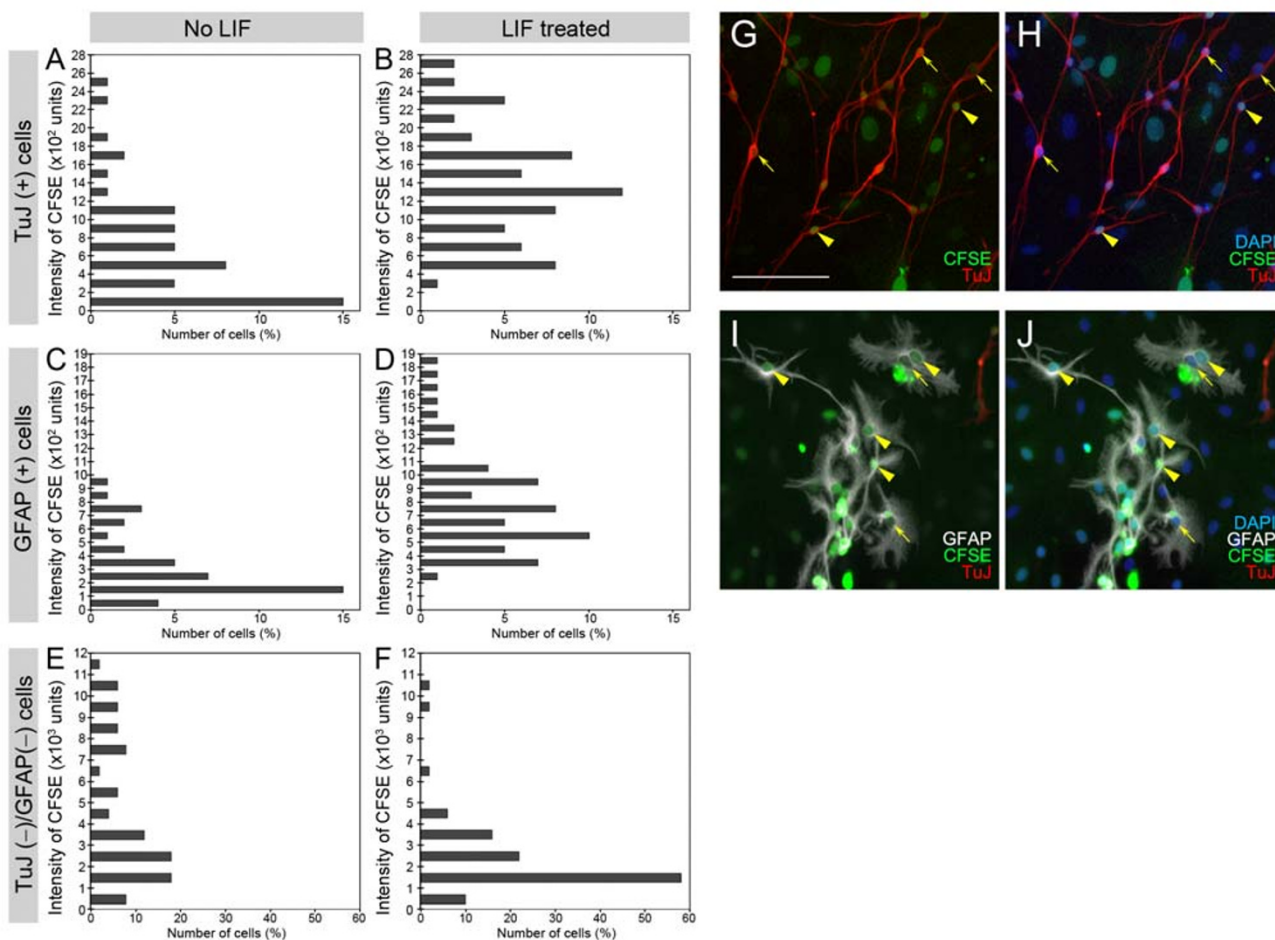 No LIF
LIF treated
TuJ (+) cells
A
Intensity of CFSE (x10² units)
28
26
24
22
20
18
16
14
12
10
8
6
4
2
0
0 5 10 15
Number of cells (%)
B
Intensity of CFSE (x10² units)
28
26
24
22
20
18
16
14
12
10
8
6
4
2
0
0 5 10 15
Number of cells (%)
GFAP (+) cells
C
Intensity of CFSE (x10² units)
19
18
17
16
15
14
13
12
11
10
9
8
7
6
5
4
3
2
1
0
0 5 10 15
Number of cells (%)
D
Intensity of CFSE (x10² units)
19
18
17
16
15
14
13
12
11
10
9
8
7
6
5
4
3
2
1
0
0 5 10 15
Number of cells (%)
TuJ (−)/GFAP(−) cells
E
Intensity of CFSE (x10³ units)
12
11
10
9
8
7
6
5
4
3
2
1
0
0 10 20 30 40 50 60
Number of cells (%)
F
Intensity of CFSE (x10³ units)
12
11
10
9
8
7
6
5
4
3
2
1
0
0 10 20 30 40 50 60
Number of cells (%)
G
CFSE
TuJ
H
DAPI
CFSE
TuJ
I
GFAP
CFSE
TuJ
J
DAPI
GFAP
CFSE
TuJ